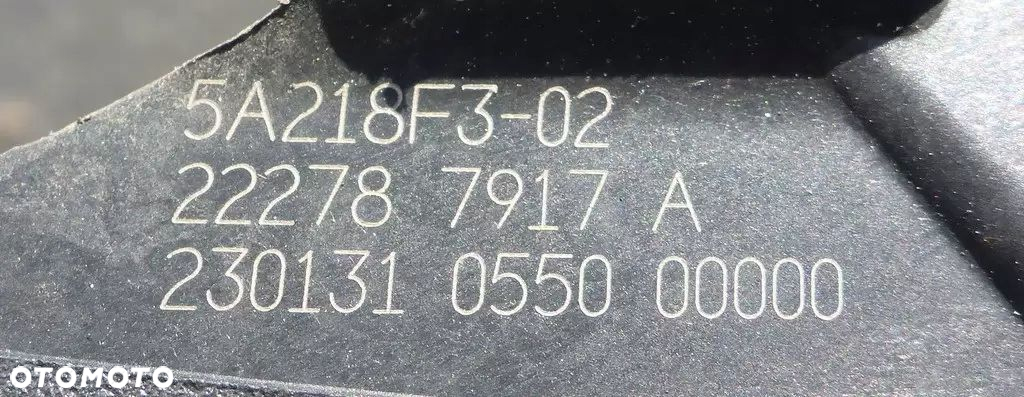 5A218F3-02
22278 7917 A
230131 0550 00000
OTOMOTO